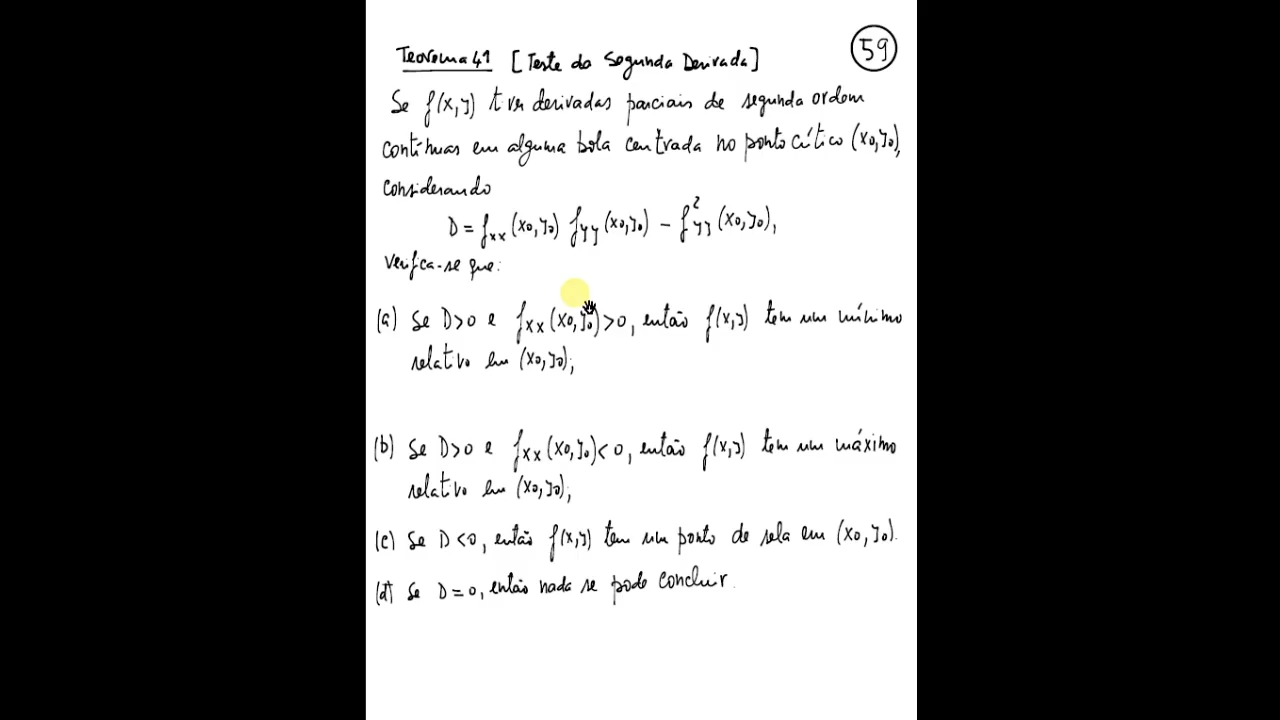 59
Teorema 41 [Teste da Segunda Derivada]
Se f(x,y) tiver derivadas parciais de segunda ordem
contínuas em alguma bola centrada no ponto crítico (x₀,y₀),
considerando
D = fₓₓ(x₀,y₀) f_yy(x₀,y₀) - f²_yy(x₀,y₀),
verifica-se que:
(a) Se D>0 e fₓₓ(x₀,y₀)>0, então f(x,y) tem um mínimo
relativo em (x₀,y₀);
(b) Se D>0 e fₓₓ(x₀,y₀)<0, então f(x,y) tem um máximo
relativo em (x₀,y₀);
(c) Se D<0, então f(x,y) tem um ponto de sela em (x₀,y₀).
(d) Se D=0, então nada se pode concluir.